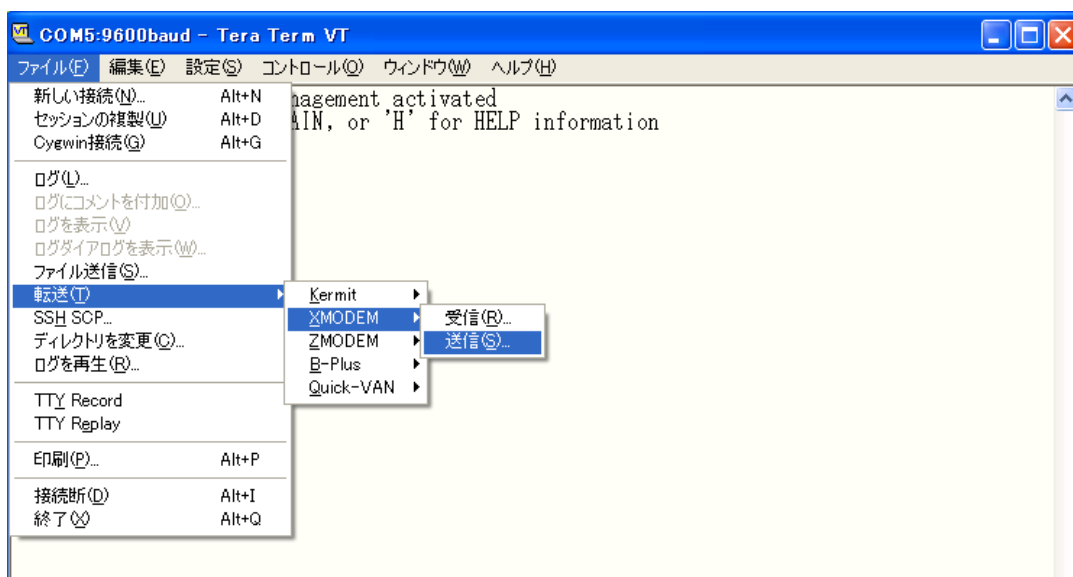 COM5:9600baud - Tera Term VT
ファイル(F) 編集(E) 設定(S) コントロール(O) ウィンドウ(W) ヘルプ(H)
nagement activated
AIN, or 'H' for HELP information
新しい接続(N)... Alt+N
セッションの複製(U) Alt+D
Cygwin接続(G) Alt+G
ログ(L)...
ログにコメントを付加(O)...
ログを表示(V)
ログダイアログを表示(W)...
ファイル送信(S)...
転送(T)
SSH SCP...
ディレクトリを変更(C)...
ログを再生(R)...
TTY Record
TTY Replay
印刷(P)... Alt+P
接続断(D) Alt+I
終了(X) Alt+Q
Kermit
XMODEM
ZMODEM
B-Plus
Quick-VAN
受信(R)...
送信(S)...